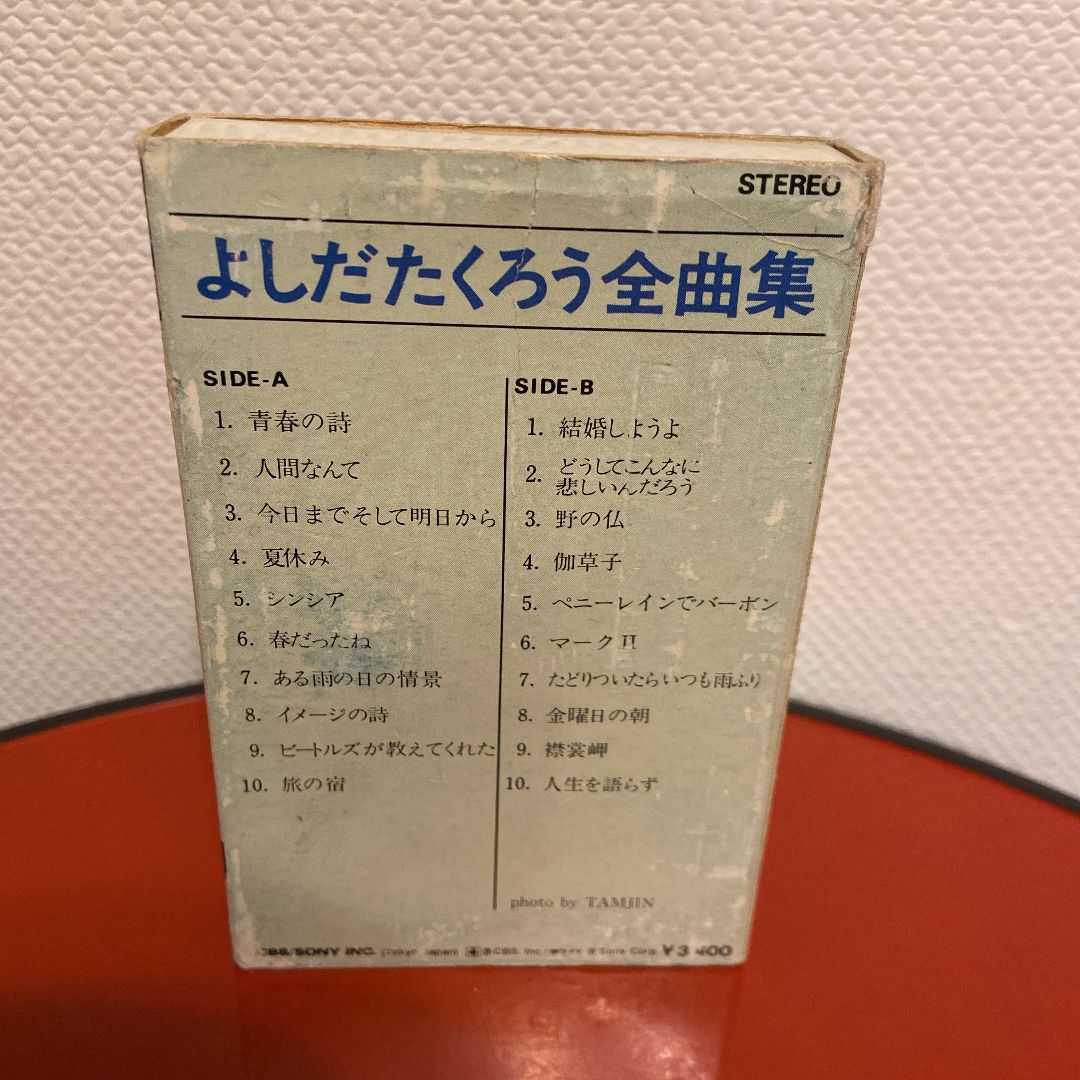 STEREO
よしだたくろう全曲集
SIDE-A
1. 青春の詩
2. 人間なんて
3. 今日までそして明日から
4. 夏休み
5. シンシア
6. 春だったね
7. ある雨の日の情景
8. イメージの詩
9. ビートルズが教えてくれた
10. 旅の宿
SIDE-B
1. 結婚しようよ
2. どうしてこんなに
悲しいんだろう
3. 野の仏
4. 伽草子
5. ペニーレインでバーボン
6. マークII
7. たどりついたらいつも雨ふり
8. 金曜日の朝
9. 襟裳岬
10. 人生を語らず
photo by TAMJIN
CBS/SONY INC.